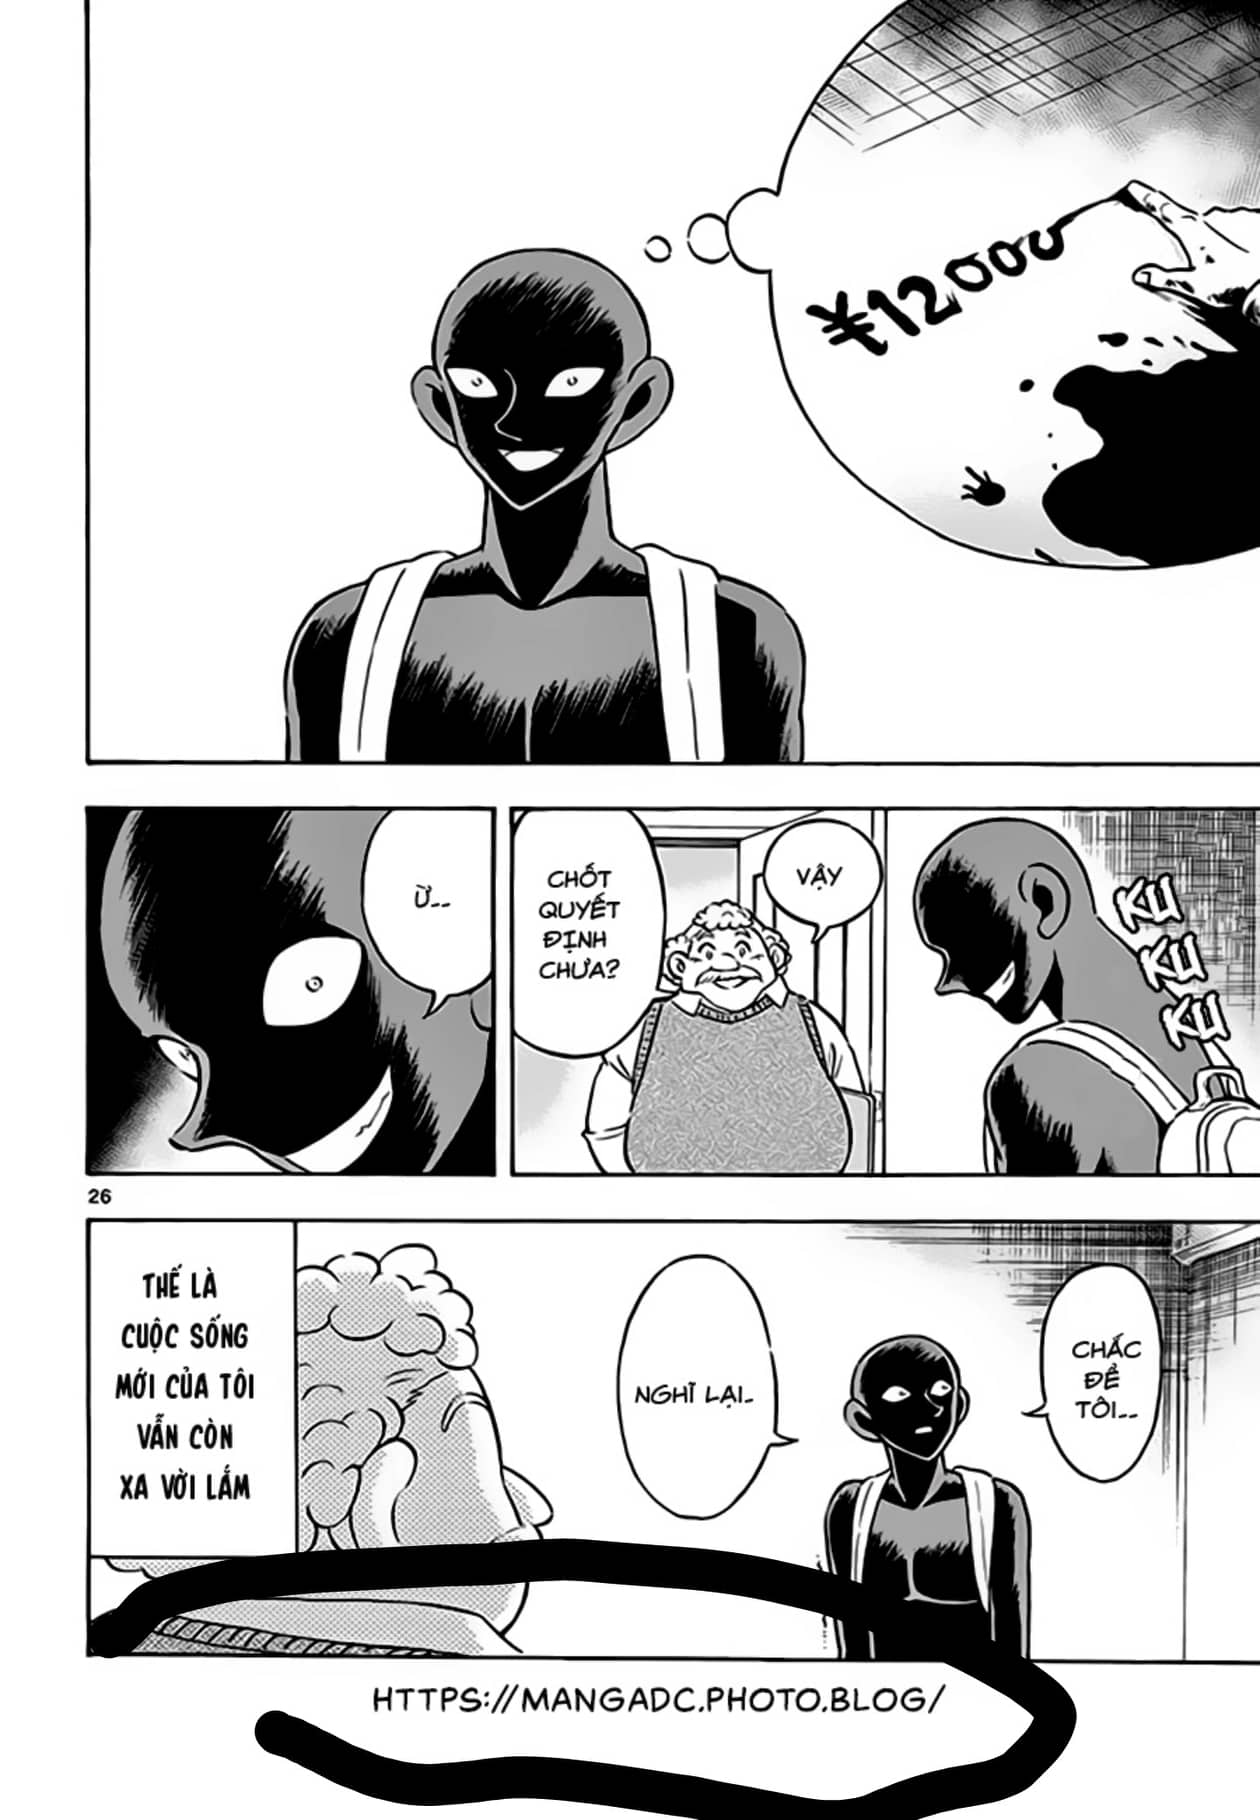 ¥12000
KU
KU
KU
VẬY
CHỐT
QUYẾT
ĐỊNH
CHƯA?
Ừ--
26
CHẮC
ĐỂ
TÔI--
NGHĨ LẠI-
THẾ LÀ
CUỘC SỐNG
MỚI CỦA TÔI
VẪN CÒN
XA VỜI LẮM
HTTPS://MANGADC.PHOTO.BLOG/